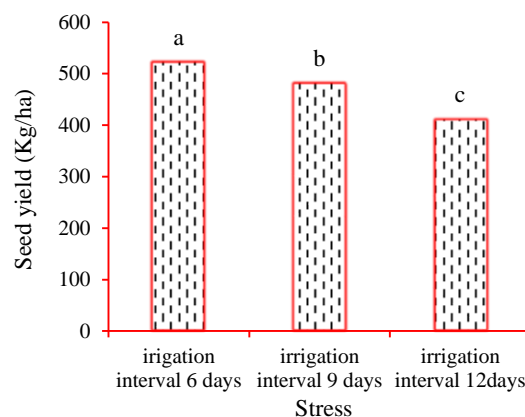 600
500
400
300
200
100
0
Seed yield (Kg/ha)
a
b
c
irrigation
interval 6 days
irrigation
interval 9 days
irrigation
interval 12days
Stress